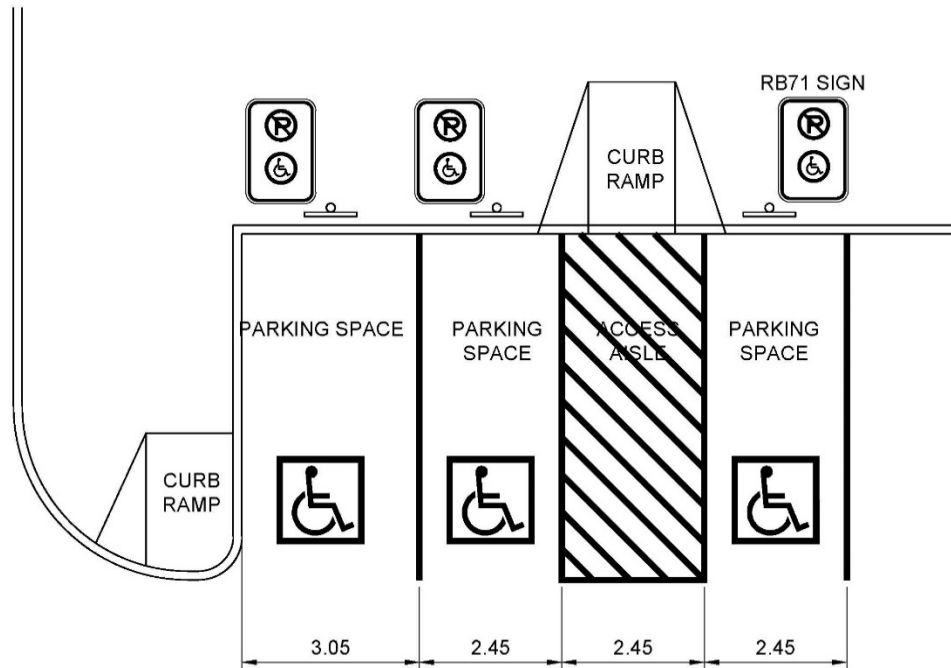 RB71 SIGN
P
P
P
CURB
RAMP
PARKING SPACE
PARKING
SPACE
ACCESS
AISLE
PARKING
SPACE
CURB
RAMP
3.05
2.45
2.45
2.45